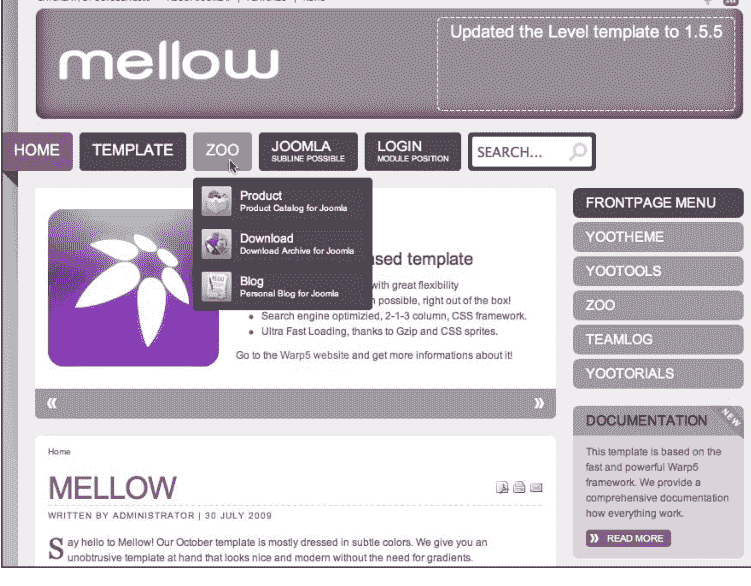 mellow
Updated the Level template to 1.5.5
HOME
TEMPLATE
ZOO
JOOMLA
SUBLINE POSSIBLE
LOGIN
MODULE POSITION
SEARCH...
Product
Product Catalog for Joomla
Download
Download Archive for Joomla
Blog
Personal Blog for Joomla
sed template
with great flexibility
possible, right out of the box!
Search engine optimizied, 2-1-3 column, CSS framework.
Ultra Fast Loading, thanks to Gzip and CSS sprites.
Go to the Warp5 website and get more informations about it!
«
»
FRONTPAGE MENU
YOOTHEME
YOOTOOLS
ZOO
TEAMLOG
YOOTORIALS
DOCUMENTATION
NEW
This template is based on the
fast and powerful Warp5
framework. We provide a
comprehensive documentation
how everything work.
» READ MORE
Home
MELLOW
WRITTEN BY ADMINISTRATOR | 30 JULY 2009
Say hello to Mellow! Our October template is mostly dressed in subtle colors. We give you an
unobtrusive template at hand that looks nice and modern without the need for gradients.